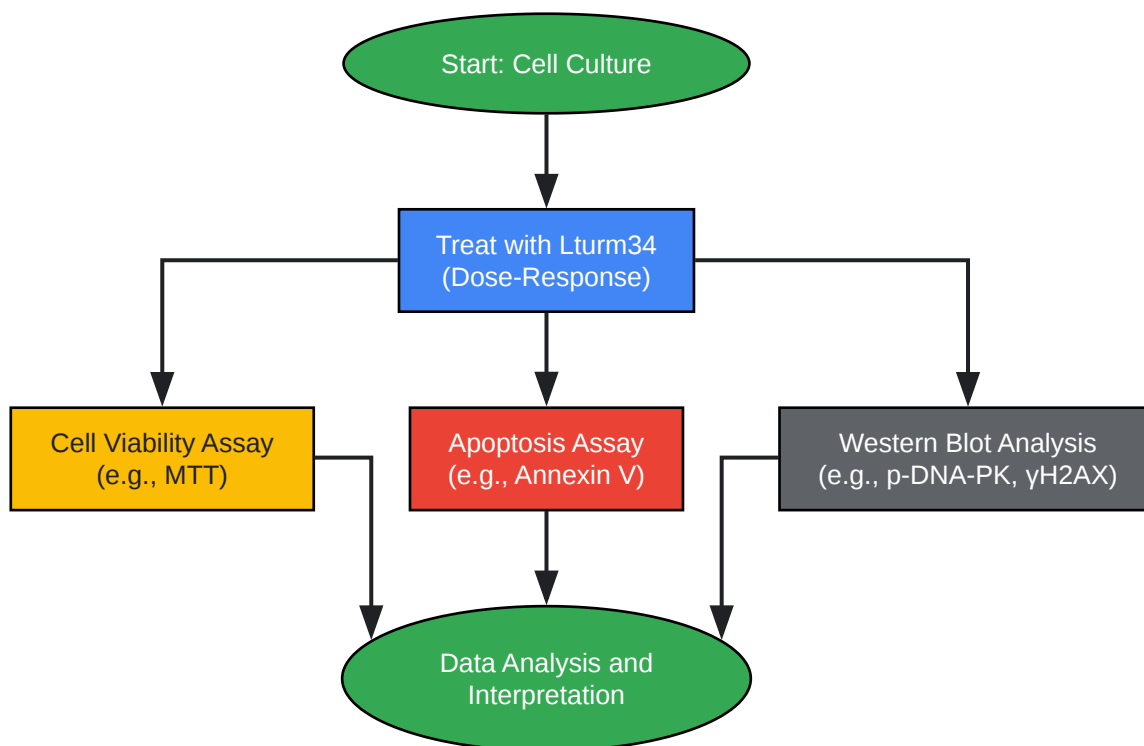 Start: Cell Culture
Treat with Lturm34
(Dose-Response)
Cell Viability Assay
(e.g., MTT)
Apoptosis Assay
(e.g., Annexin V)
Western Blot Analysis
(e.g., p-DNA-PK, γH2AX)
Data Analysis and
Interpretation